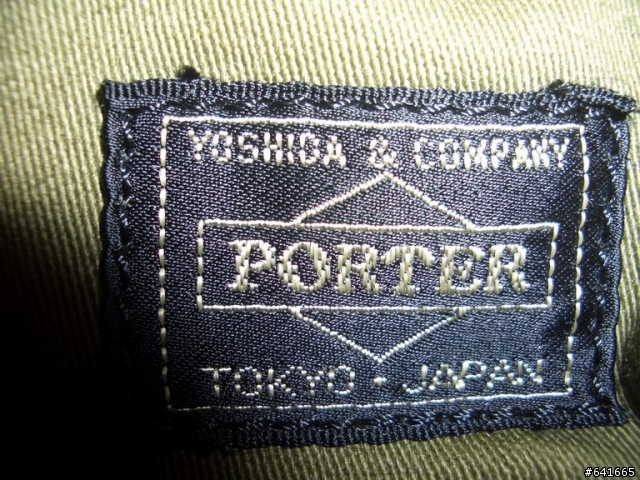 YOSHIDA & COMPANY
PORTER
TOKYO - JAPAN
#641665